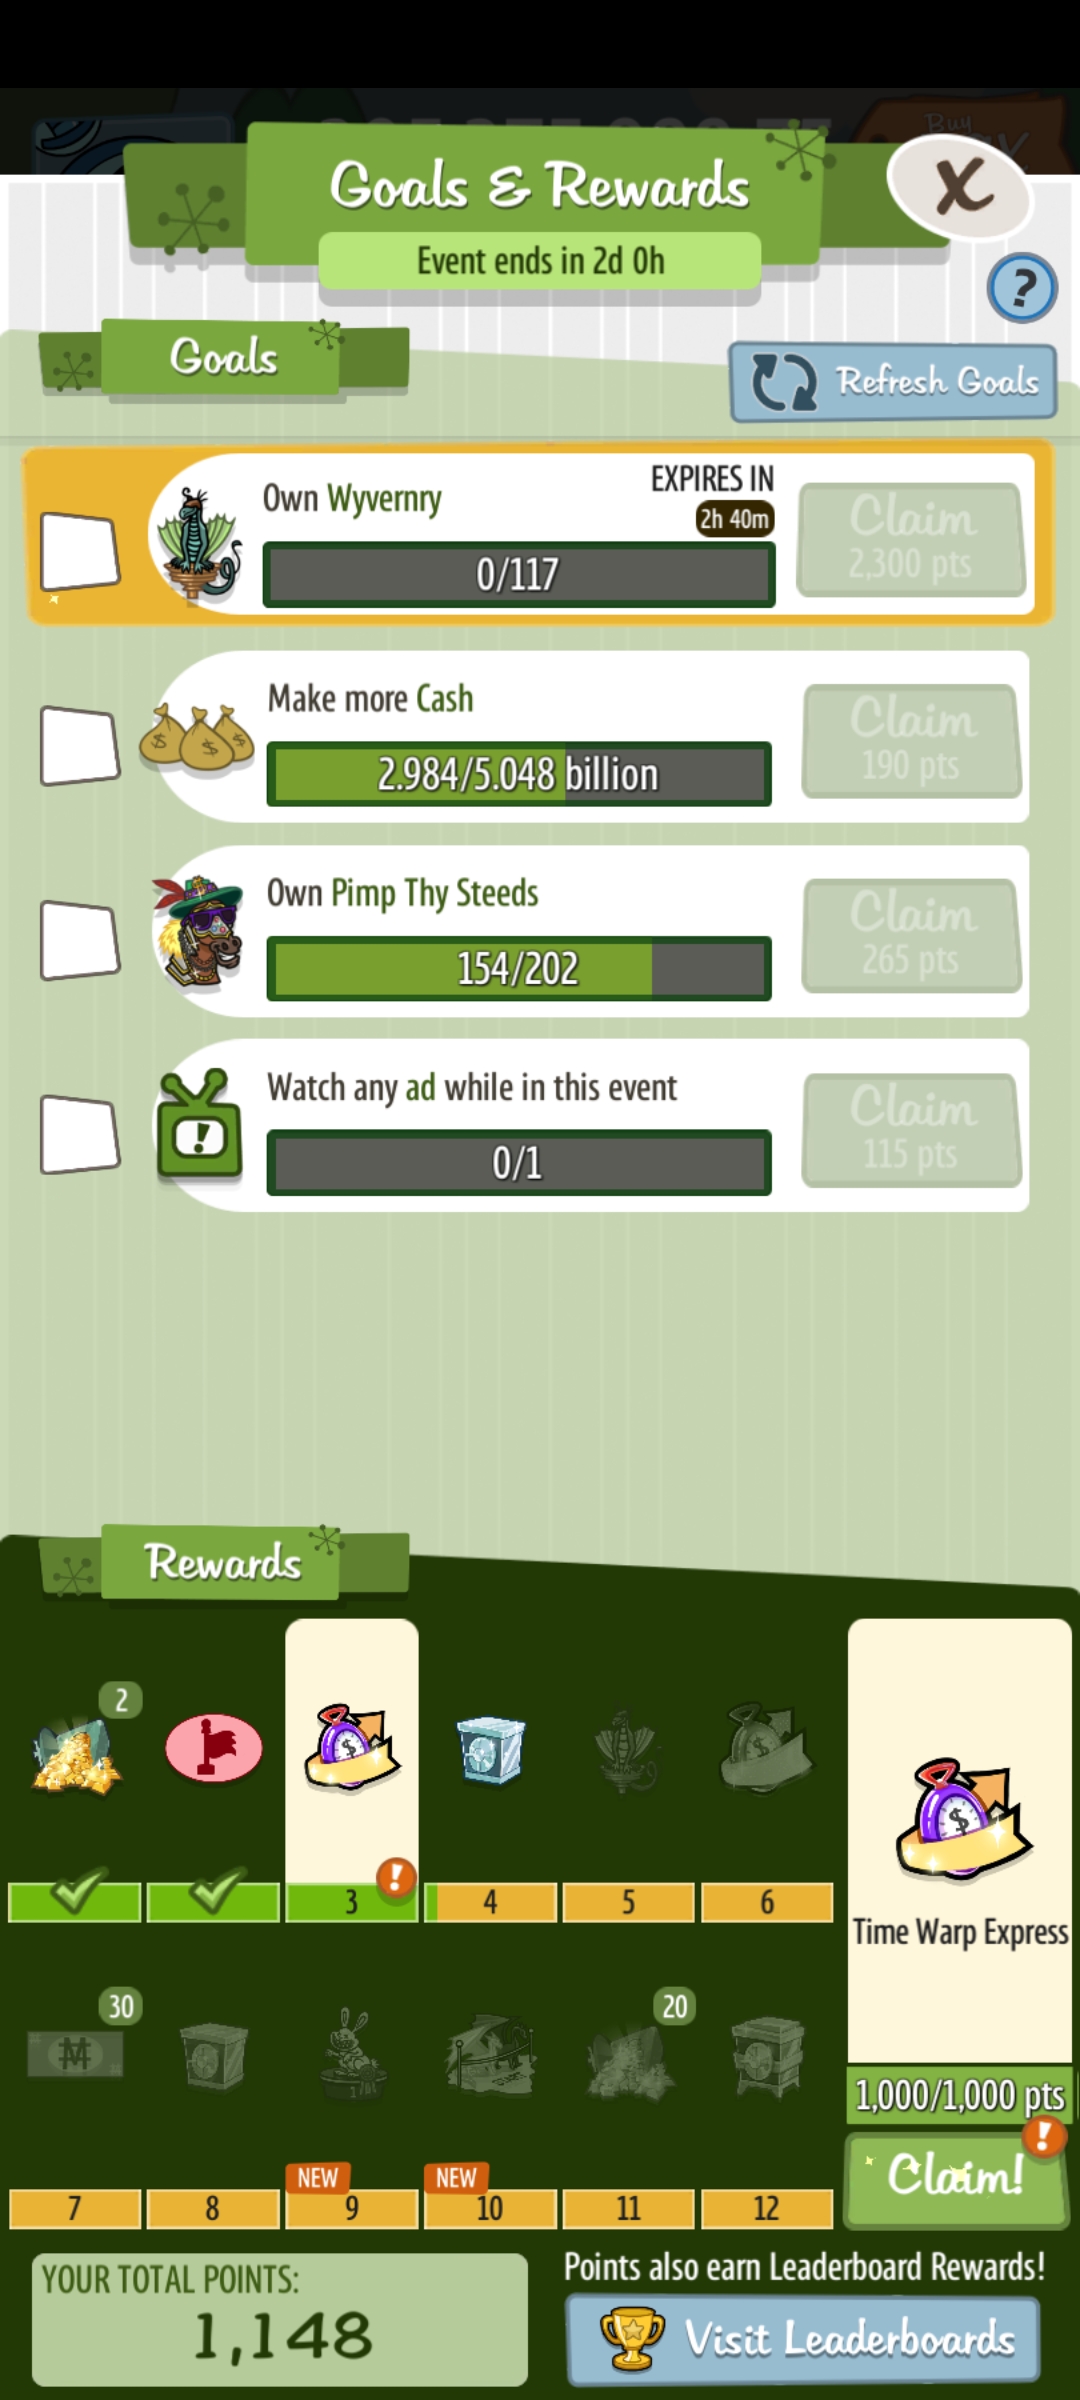 Buy
Goals & Rewards
X
Event ends in 2d 0h
?
Goals
Refresh Goals
Own Wyvernry
EXPIRES IN
2h 40m
0/117
Claim
2,300 pts
Make more Cash
2.984/5.048 billion
Claim
190 pts
Own Pimp Thy Steeds
154/202
Claim
265 pts
Watch any ad while in this event
0/1
Claim
115 pts
Rewards
2
3
!
4
5
6
Time Warp Express
30
20
1,000/1,000 pts
!
Claim!
NEW
NEW
7
8
9
10
11
12
YOUR TOTAL POINTS:
1,148
Points also earn Leaderboard Rewards!
Visit Leaderboards